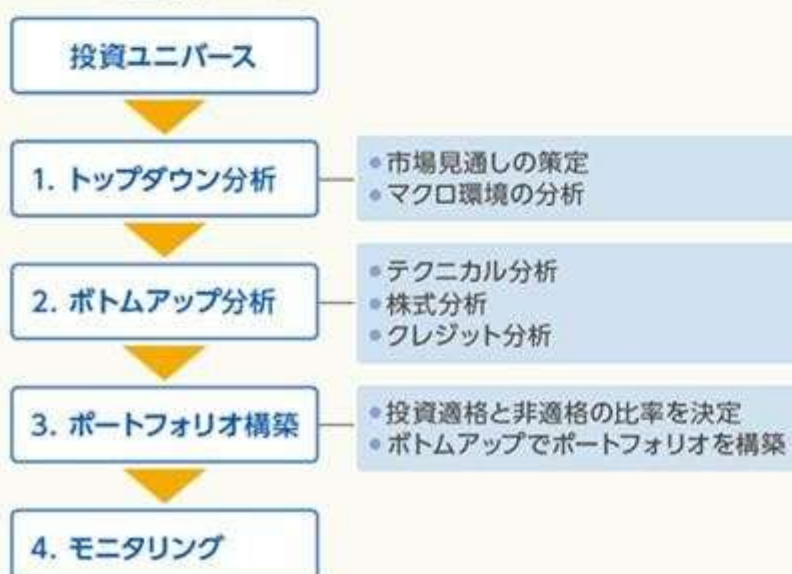 投資ユニバース
1. トップダウン分析
•市場見通しの策定
•マクロ環境の分析
2. ボトムアップ分析
•テクニカル分析
•株式分析
•クレジット分析
3. ポートフォリオ構築
•投資適格と非適格の比率を決定
•ボトムアップでポートフォリオを構築
4. モニタリング